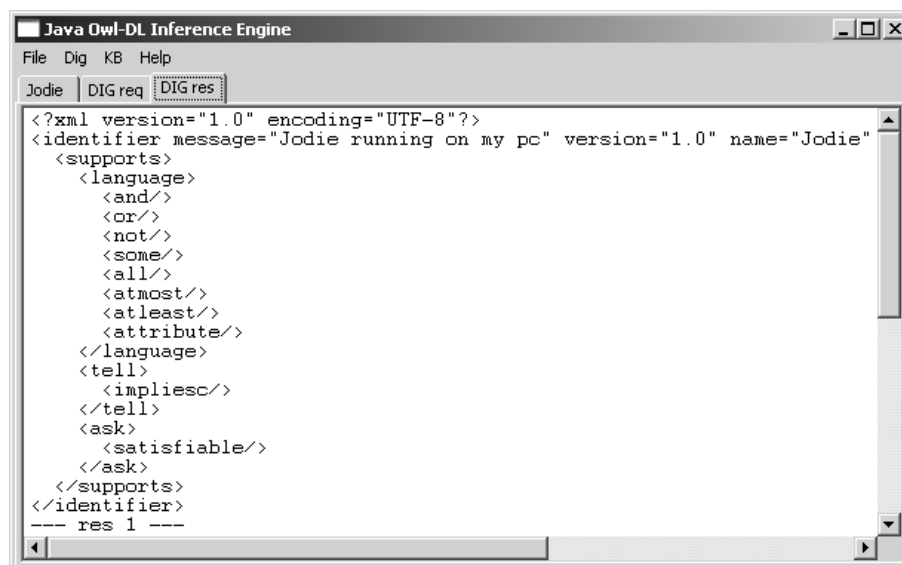 Java Owl-DL Inference Engine
File Dig KB Help
Jodie DIG req DIG res
<?xml version="1.0" encoding="UTF-8"?>
<identifier message="Jodie running on my pc" version="1.0" name="Jodie"
<supports>
<language>
<and/>
<or/>
<not/>
<some/>
<all/>
<atmost/>
<atleast/>
<attribute/>
</language>
<tell>
<impliesc/>
</tell>
<ask>
<satisfiable/>
</ask>
</supports>
</identifier>
--- res 1 ---